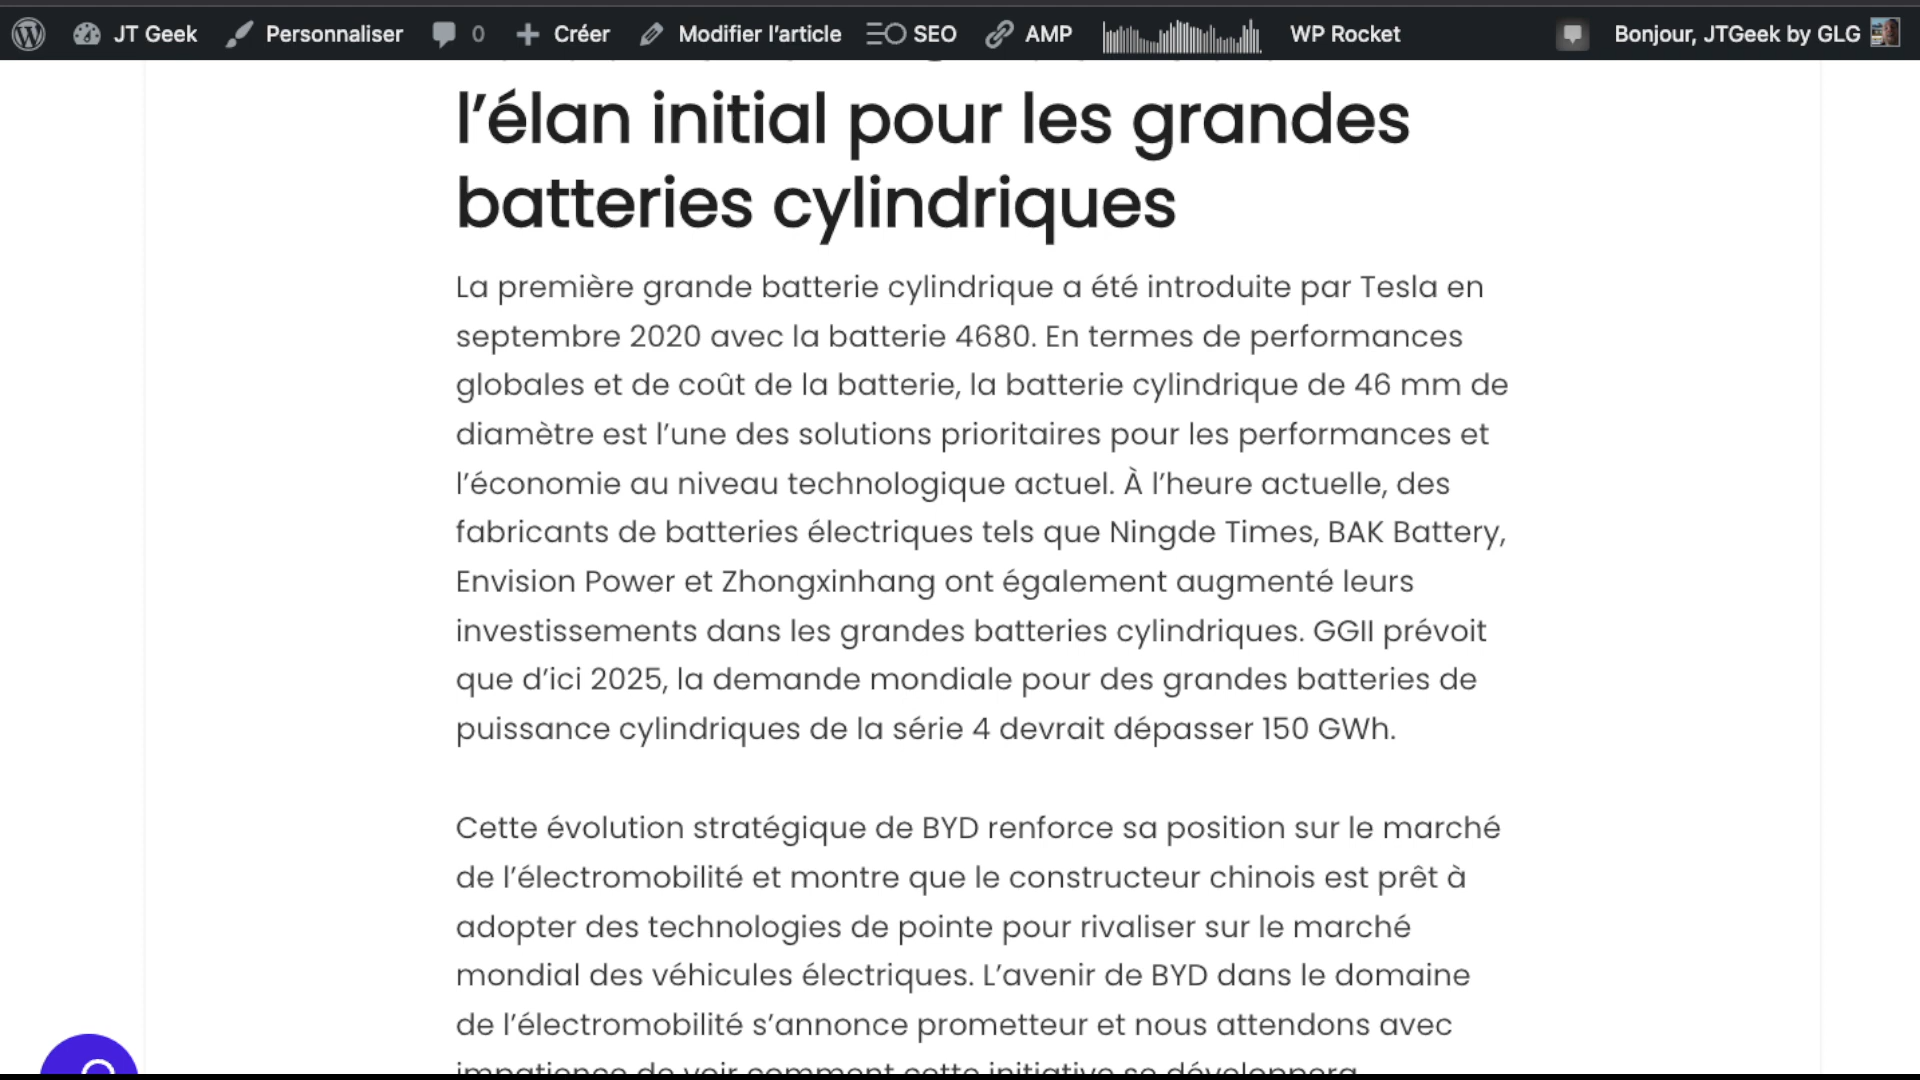 JT Geek Personnaliser 0 Créer Modifier l’article SEO AMP WP Rocket Bonjour, JTGeek by GLG
l’élan initial pour les grandes
batteries cylindriques
La première grande batterie cylindrique a été introduite par Tesla en
septembre 2020 avec la batterie 4680. En termes de performances
globales et de coût de la batterie, la batterie cylindrique de 46 mm de
diamètre est l’une des solutions prioritaires pour les performances et
l’économie au niveau technologique actuel. À l’heure actuelle, des
fabricants de batteries électriques tels que Ningde Times, BAK Battery,
Envision Power et Zhongxinhang ont également augmenté leurs
investissements dans les grandes batteries cylindriques. GGII prévoit
que d’ici 2025, la demande mondiale pour des grandes batteries de
puissance cylindriques de la série 4 devrait dépasser 150 GWh.
Cette évolution stratégique de BYD renforce sa position sur le marché
de l’électromobilité et montre que le constructeur chinois est prêt à
adopter des technologies de pointe pour rivaliser sur le marché
mondial des véhicules électriques. L’avenir de BYD dans le domaine
de l’électromobilité s’annonce prometteur et nous attendons avec
impatience de voir comment cette initiative se développera